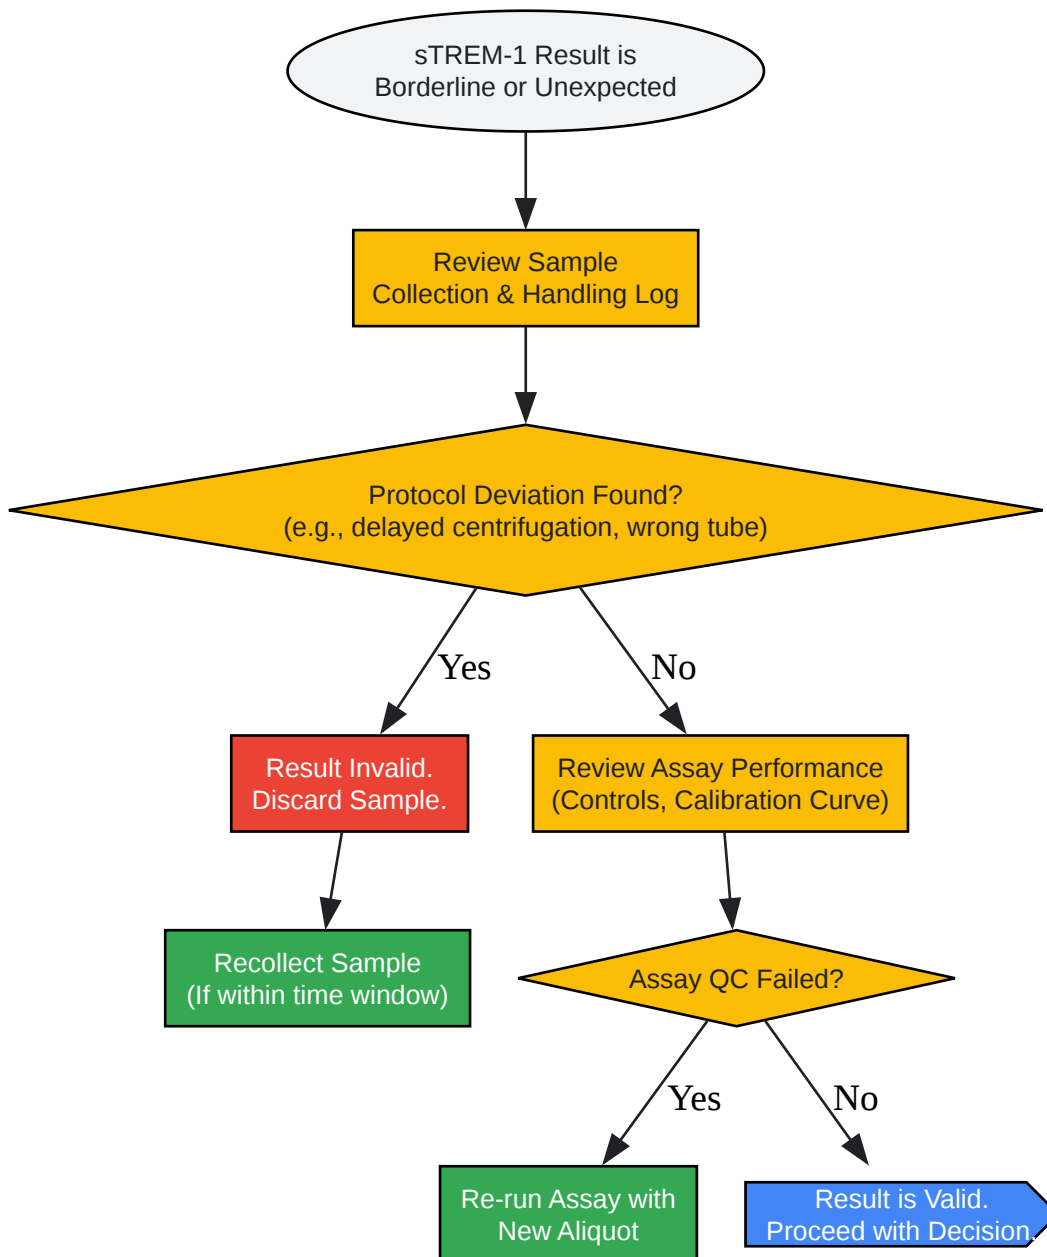 sTREM-1 Result is
Borderline or Unexpected
Review Sample
Collection & Handling Log
Protocol Deviation Found?
(e.g., delayed centrifugation, wrong tube)
Yes
No
Result Invalid.
Discard Sample.
Review Assay Performance
(Controls, Calibration Curve)
Recollect Sample
(If within time window)
Assay QC Failed?
Yes
No
Re-run Assay with
New Aliquot
Result is Valid.
Proceed with Decision.